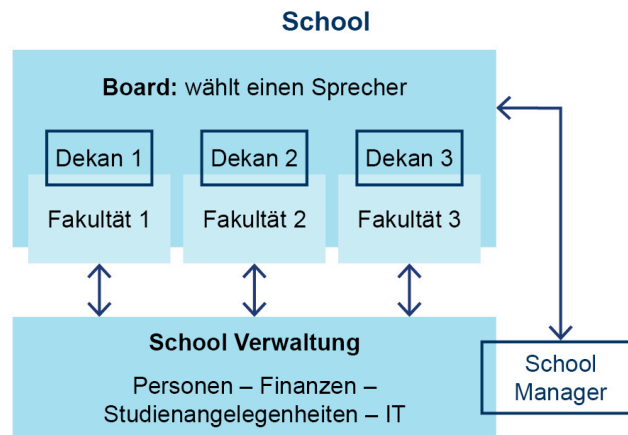 School
Board: wählt einen Sprecher
Dekan 1
Dekan 2
Dekan 3
Fakultät 1
Fakultät 2
Fakultät 3
School Verwaltung
Personen – Finanzen –
Studienangelegenheiten – IT
School
Manager